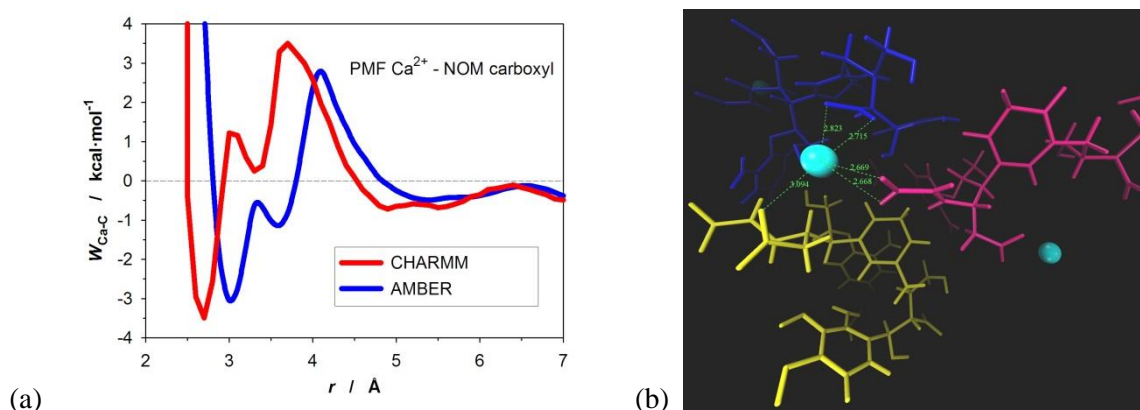 4
3
2
1
0
-1
-2
-3
-4
W_Ca-C / kcal·mol⁻¹
PMF Ca²⁺ - NOM carboxyl
CHARMM
AMBER
2 3 4 5 6 7
r / Å
(a)
2.823
2.715
2.669
2.668
3.094
(b)